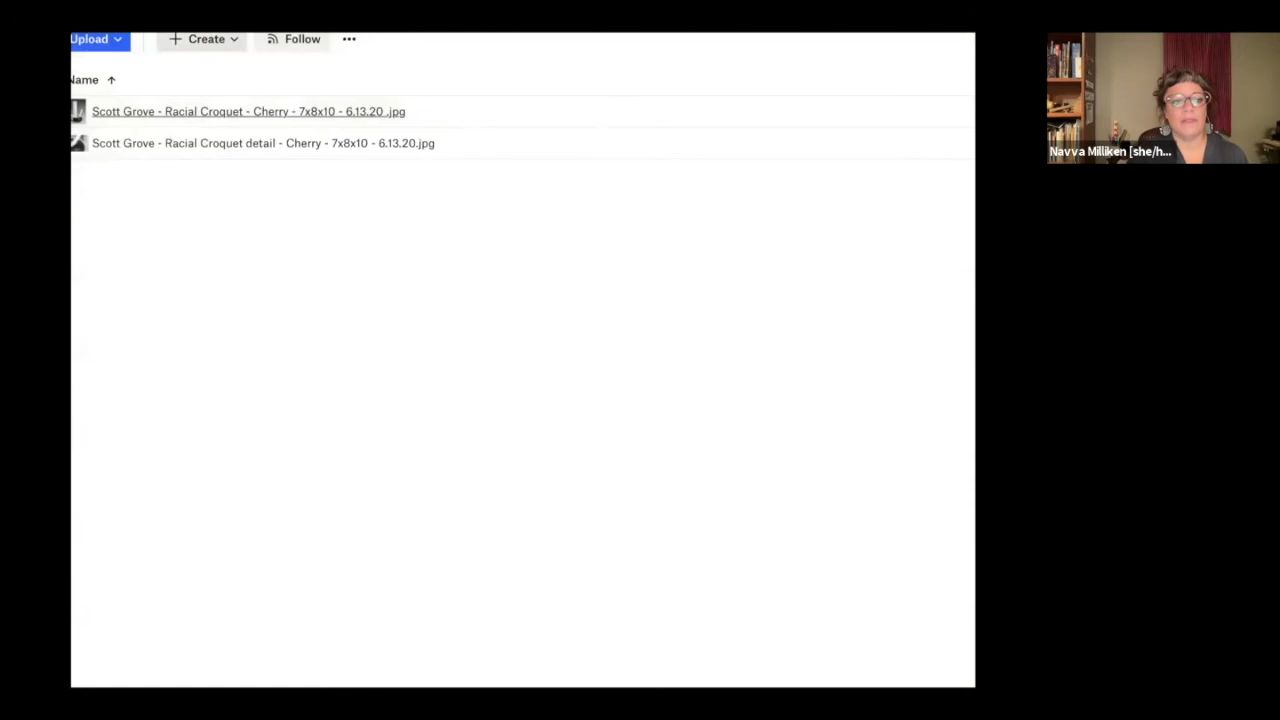 Upload
Create
Follow
Name
Scott Grove - Racial Croquet - Cherry - 7x8x10 - 6.13.20 .jpg
Scott Grove - Racial Croquet detail - Cherry - 7x8x10 - 6.13.20.jpg
Navva Milliken [she/h...